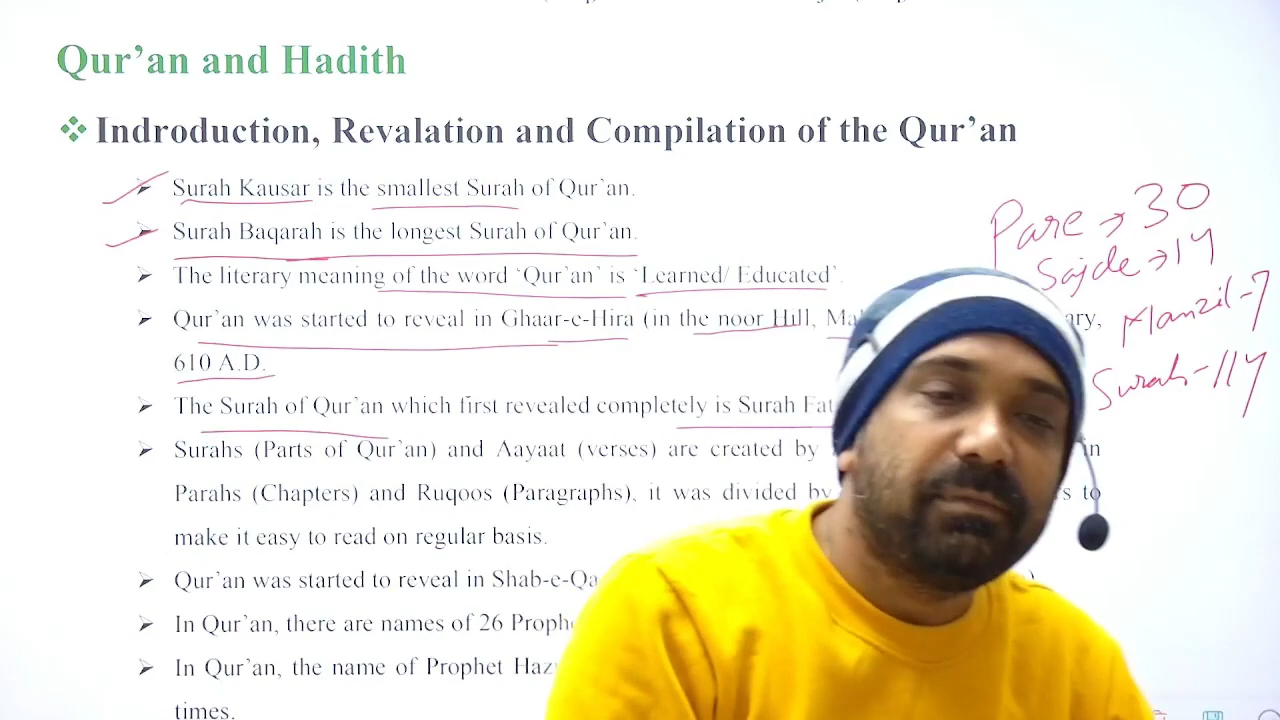 Qur’an and Hadith
Indroduction, Revalation and Compilation of the Qur’an
Surah Kausar is the smallest Surah of Qur’an.
Surah Baqarah is the longest Surah of Qur’an.
The literary meaning of the word ‘Qur’an’ is ‘Learned/ Educated’.
Qur’an was started to reveal in Ghaar-e-Hira (in the noor Hill,
610 A.D.
The Surah of Qur’an which first revealed completely is Surah
Surahs (Parts of Qur’an) and Aayaat (verses) are created by in
Parahs (Chapters) and Ruqoos (Paragraphs), it was divided by to
make it easy to read on regular basis.
Qur’an was started to reveal in
In Qur’an, there are names of 26
In Qur’an, the name of Prophet
times.
Pare → 30
Sajde → 14
Manzil - 7
Surah - 114